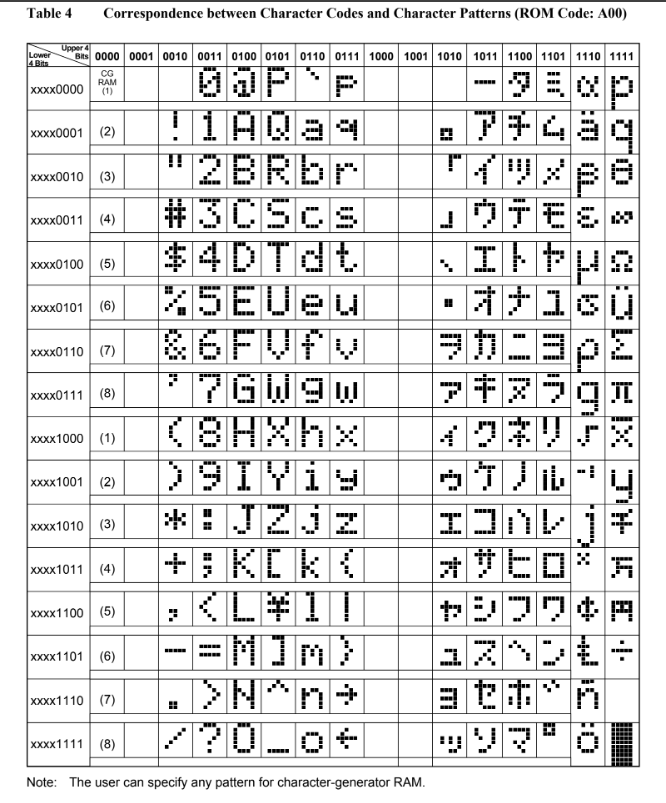 Table 4 Correspondence between Character Codes and Character Patterns (ROM Code: A00)
Lower 4 Bits Upper 4 Bits 0000 0001 0010 0011 0100 0101 0110 0111 1000 1001 1010 1011 1100 1101 1110 1111
xxxx0000 CG RAM (1) 0 @ P ` p ー タ ミ α p
xxxx0001 (2) ! 1 A Q a q 。 ア チ ム ä q
xxxx0010 (3) " 2 B R b r 「 イ ツ メ β θ
xxxx0011 (4) # 3 C S c s 」 ウ テ モ ε ∞
xxxx0100 (5) $ 4 D T d t 、 エ ト ヤ μ Ω
xxxx0101 (6) % 5 E U e u ・ オ ナ ユ σ ü
xxxx0110 (7) & 6 F V f v ヲ カ ニ ヨ ρ Σ
xxxx0111 (8) ' 7 G W g w ァ キ ヌ ラ g π
xxxx1000 (1) ( 8 H X h x ィ ク ネ リ √ x̄
xxxx1001 (2) ) 9 I Y i y ゥ ケ ノ ル ⁻¹ y
xxxx1010 (3) * : J Z j z ェ コ ハ レ j 千
xxxx1011 (4) + ; K [ k { ォ サ ヒ ロ ˣ 万
xxxx1100 (5) , < L ¥ l | ャ シ フ ワ ¢ 円
xxxx1101 (6) - = M ] m } ュ ス ヘ ン ÷
xxxx1110 (7) . > N ^ n → ョ セ ホ ゛ ñ
xxxx1111 (8) / ? O _ o ← ッ ソ マ ゜ ö █
Note: The user can specify any pattern for character-generator RAM.